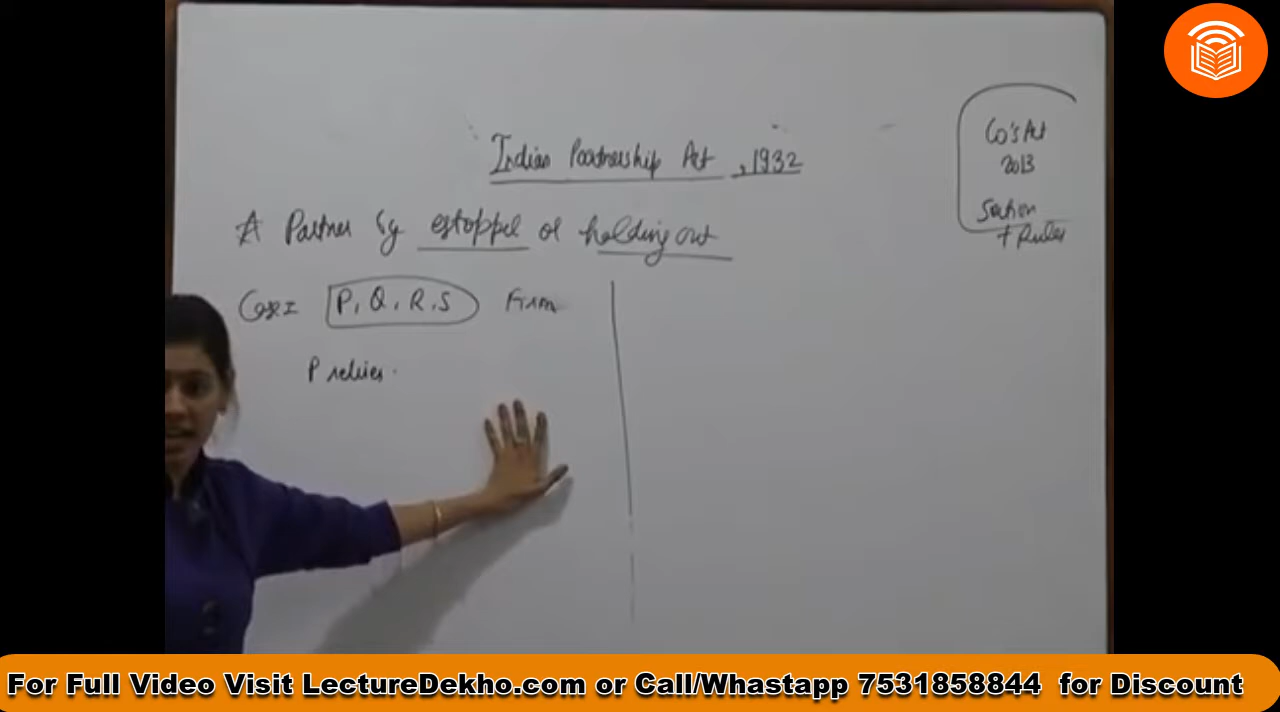 Indian Partnership Act, 1932
A Partner by estoppel or holding out
Case I P, Q, R, S Firm
P retires.
Co's Act
2013
Section
+ Rules
For Full Video Visit LectureDekho.com or Call/Whastapp 7531858844 for Discount